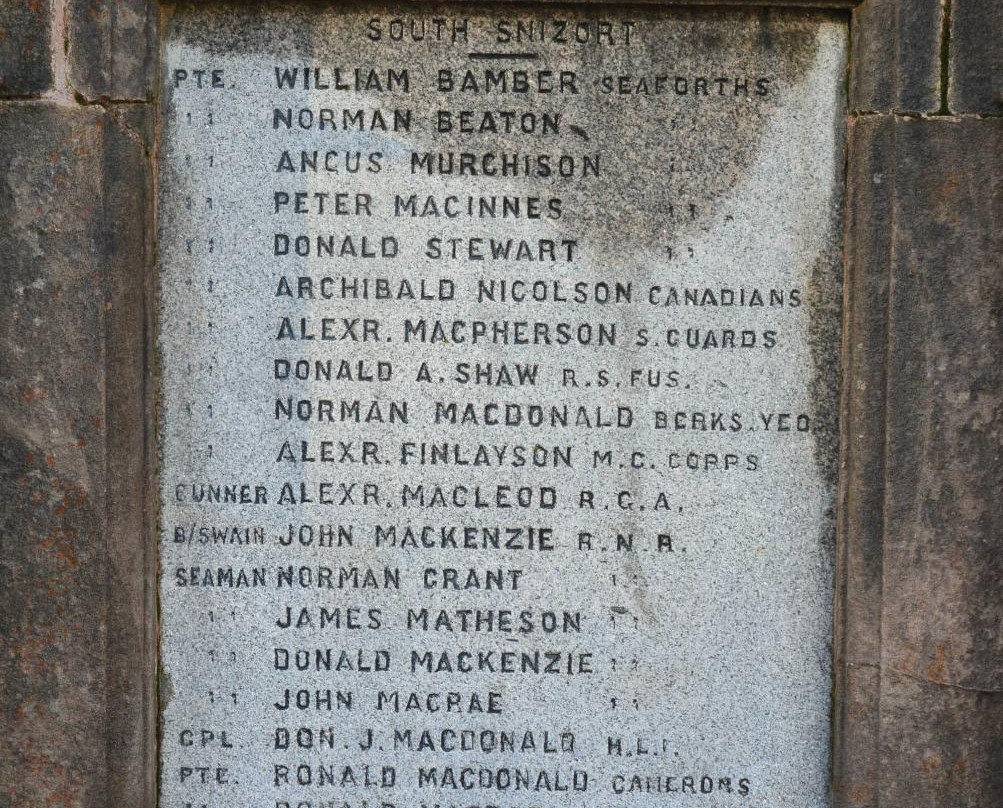 SOUTH SNIZORT
PTE. WILLIAM BAMBER SEAFORTHS
" NORMAN BEATON "
" ANGUS MURCHISON "
" PETER MACINNES "
" DONALD STEWART "
" ARCHIBALD NICOLSON CANADIANS
" ALEXR. MACPHERSON S. GUARDS
" DONALD A. SHAW R.S. FUS.
" NORMAN MACDONALD BERKS. YEO.
" ALEXR. FINLAYSON M.G. CORPS
GUNNER ALEXR. MACLEOD R.G.A.
B/SWAIN JOHN MACKENZIE R.N.R.
SEAMAN NORMAN GRANT "
" JAMES MATHESON "
" DONALD MACKENZIE "
" JOHN MACRAE "
CPL. DON. J. MACDONALD H.L.I.
PTE. RONALD MACDONALD CAMERONS